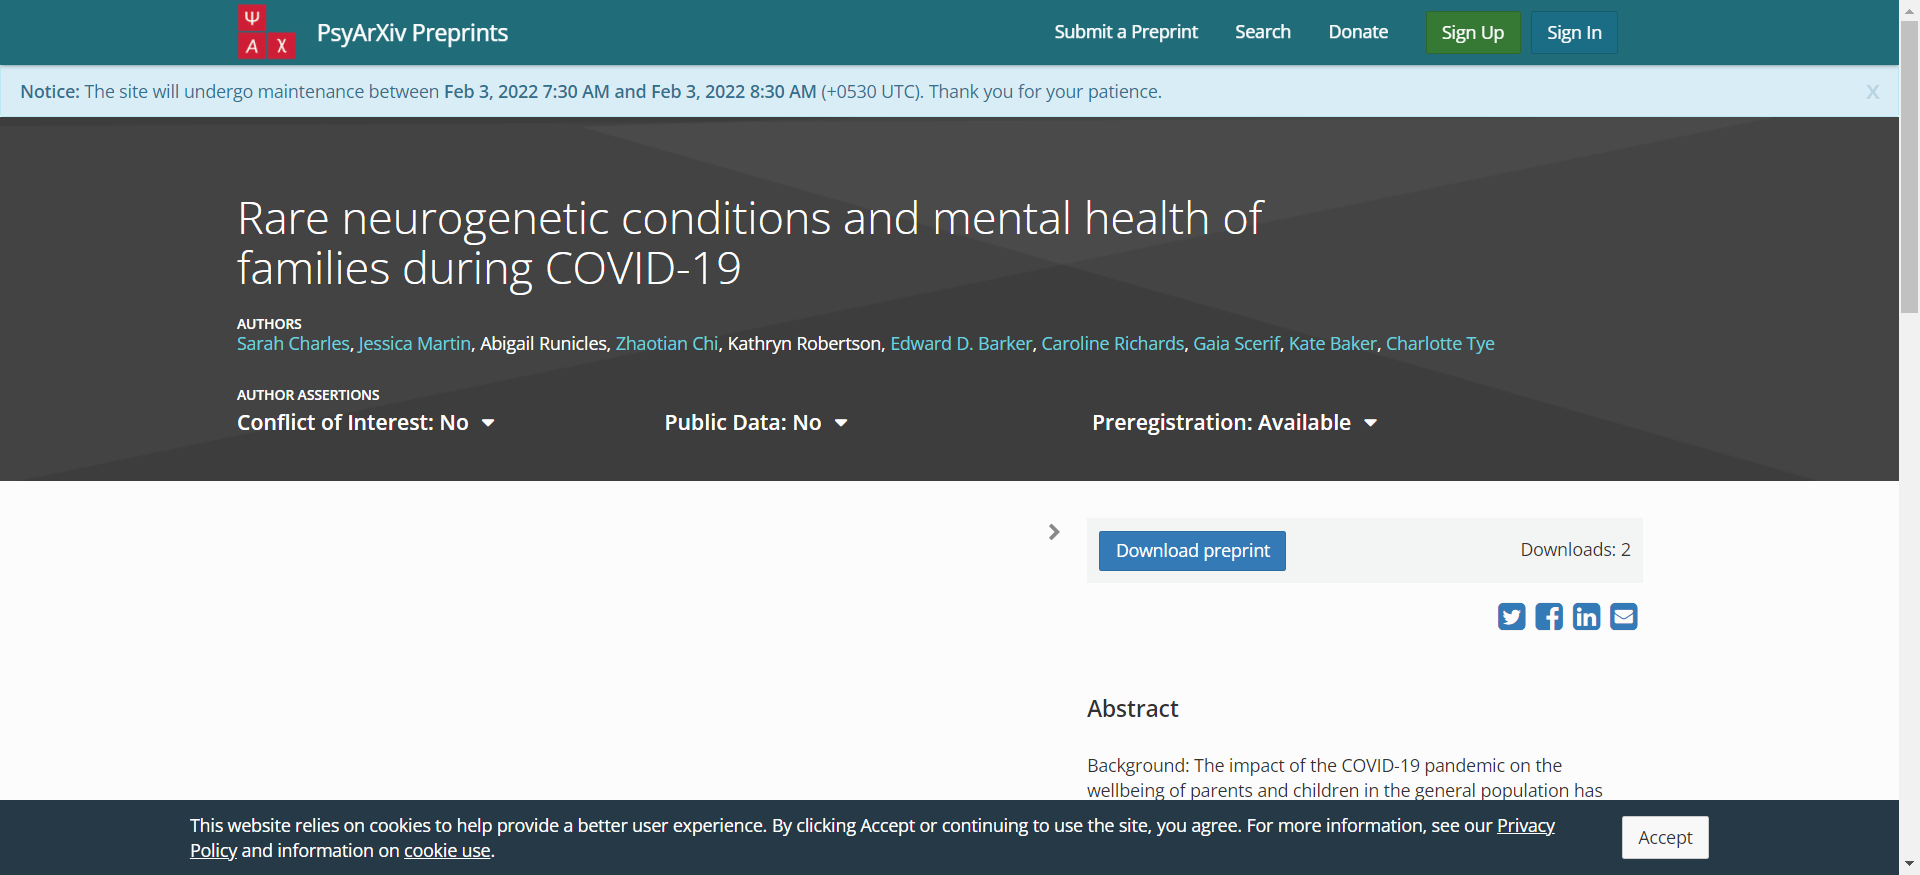 Ψ
A χ
PsyArXiv Preprints
Submit a Preprint
Search
Donate
Sign Up
Sign In
Notice: The site will undergo maintenance between Feb 3, 2022 7:30 AM and Feb 3, 2022 8:30 AM (+0530 UTC). Thank you for your patience.
X
Rare neurogenetic conditions and mental health of
families during COVID-19
AUTHORS
Sarah Charles, Jessica Martin, Abigail Runicles, Zhaotian Chi, Kathryn Robertson, Edward D. Barker, Caroline Richards, Gaia Scerif, Kate Baker, Charlotte Tye
AUTHOR ASSERTIONS
Conflict of Interest: No
Public Data: No
Preregistration: Available
Download preprint
Downloads: 2
Abstract
Background: The impact of the COVID-19 pandemic on the
wellbeing of parents and children in the general population has
This website relies on cookies to help provide a better user experience. By clicking Accept or continuing to use the site, you agree. For more information, see our Privacy
Policy and information on cookie use.
Accept